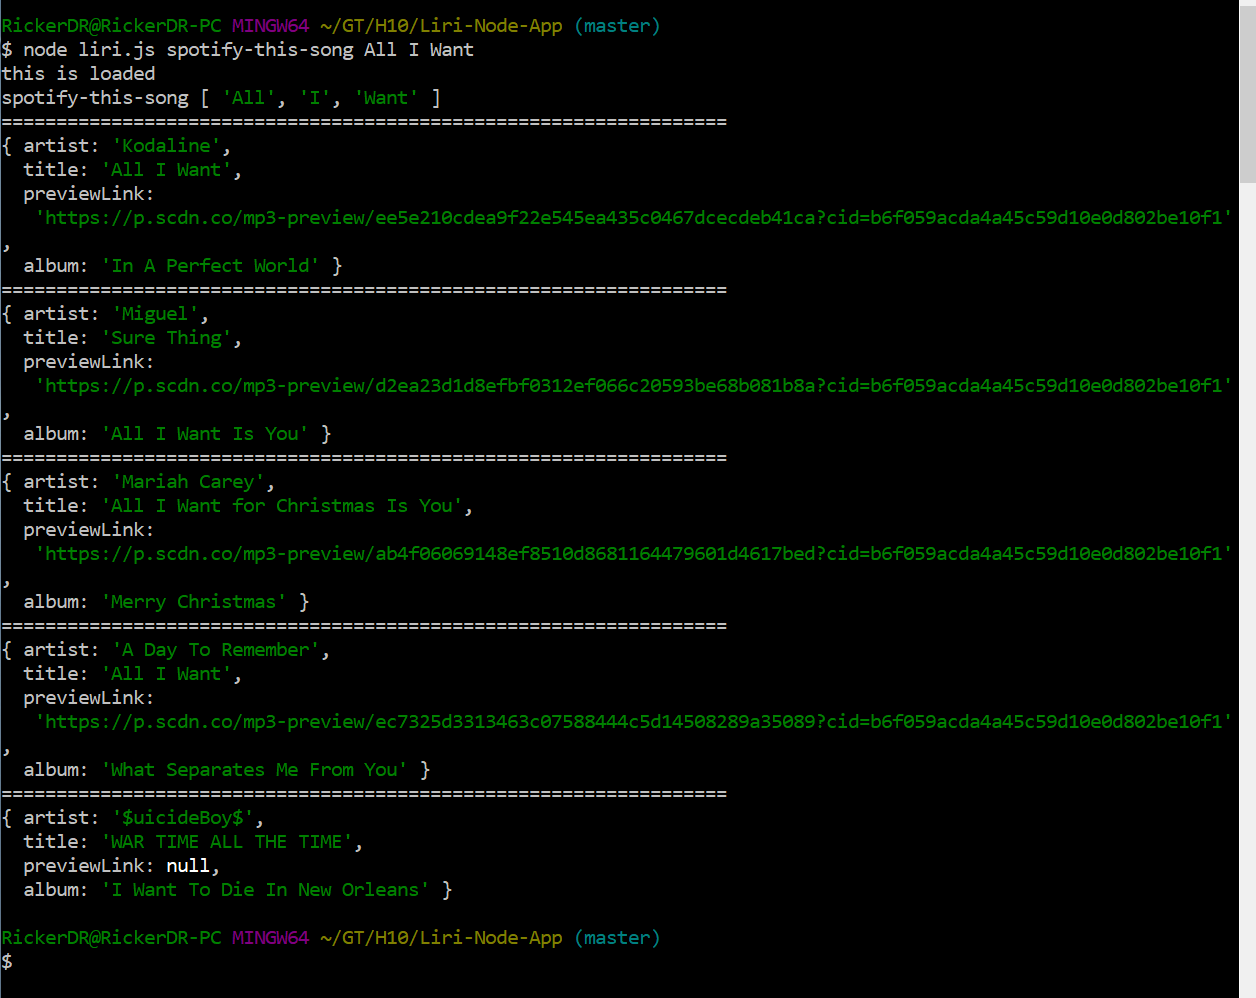 RickerDR@RickerDR-PC MINGW64 ~/GT/H10/Liri-Node-App (master)
$ node liri.js spotify-this-song All I Want
this is loaded
spotify-this-song [ 'All', 'I', 'Want' ]
==================================================================
{ artist: 'Kodaline',
  title: 'All I Want',
  previewLink:
   'https://p.scdn.co/mp3-preview/ee5e210cdea9f22e545ea435c0467dcecdeb41ca?cid=b6f059acda4a45c59d10e0d802be10f1'
,
  album: 'In A Perfect World' }
==================================================================
{ artist: 'Miguel',
  title: 'Sure Thing',
  previewLink:
   'https://p.scdn.co/mp3-preview/d2ea23d1d8efbf0312ef066c20593be68b081b8a?cid=b6f059acda4a45c59d10e0d802be10f1'
,
  album: 'All I Want Is You' }
==================================================================
{ artist: 'Mariah Carey',
  title: 'All I Want for Christmas Is You',
  previewLink:
   'https://p.scdn.co/mp3-preview/ab4f06069148ef8510d8681164479601d4617bed?cid=b6f059acda4a45c59d10e0d802be10f1'
,
  album: 'Merry Christmas' }
==================================================================
{ artist: 'A Day To Remember',
  title: 'All I Want',
  previewLink:
   'https://p.scdn.co/mp3-preview/ec7325d3313463c07588444c5d14508289a35089?cid=b6f059acda4a45c59d10e0d802be10f1'
,
  album: 'What Separates Me From You' }
==================================================================
{ artist: '$uicideBoy$',
  title: 'WAR TIME ALL THE TIME',
  previewLink: null,
  album: 'I Want To Die In New Orleans' }

RickerDR@RickerDR-PC MINGW64 ~/GT/H10/Liri-Node-App (master)
$